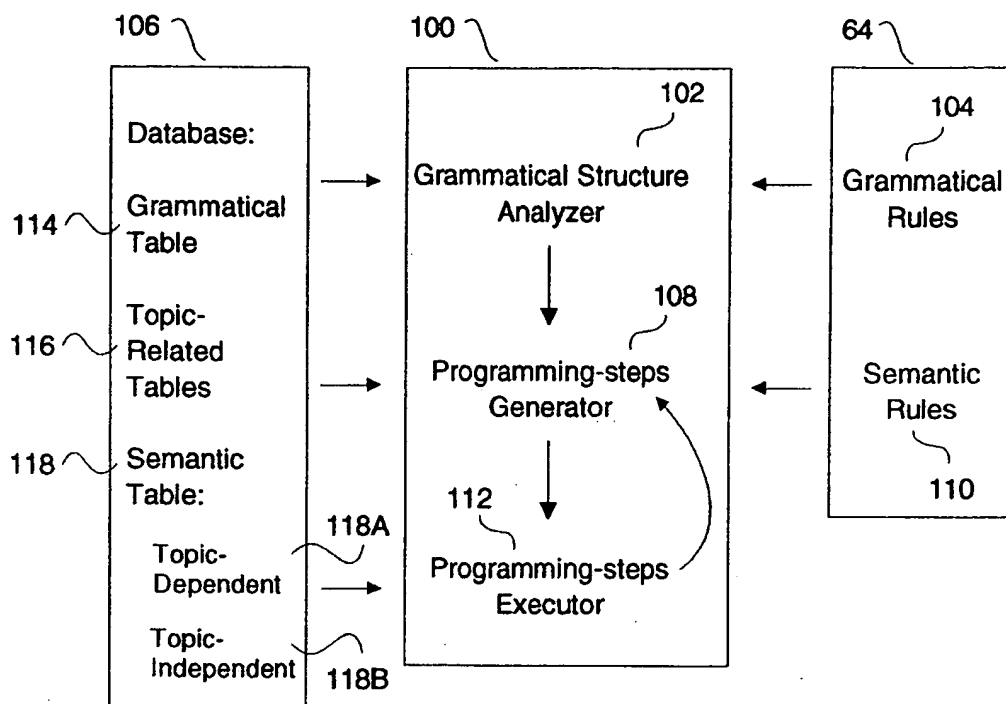 106
100
64
102
104
Database:
Grammatical Structure
Analyzer
Grammatical
Rules
114
Grammatical
Table
108
116
Topic-
Related
Tables
Programming-steps
Generator
Semantic
Rules
118
Semantic
Table:
110
112
118A
Topic-
Dependent
Programming-steps
Executor
Topic-
Independent
118B